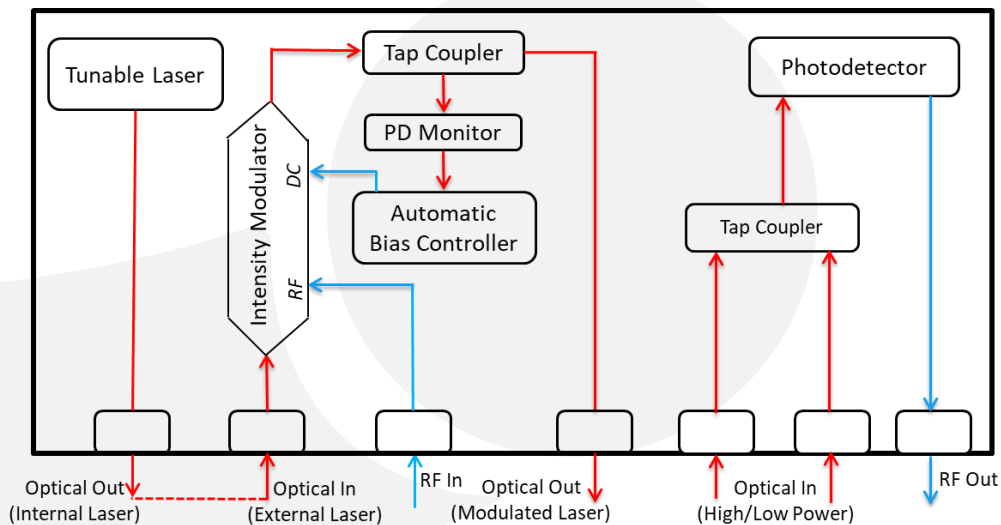 Tunable Laser
Tap Coupler
Photodetector
PD Monitor
Intensity Modulator
DC
RF
Automatic
Bias Controller
Tap Coupler
Optical Out
(Internal Laser)
Optical In
(External Laser)
RF In
Optical Out
(Modulated Laser)
Optical In
(High/Low Power)
RF Out